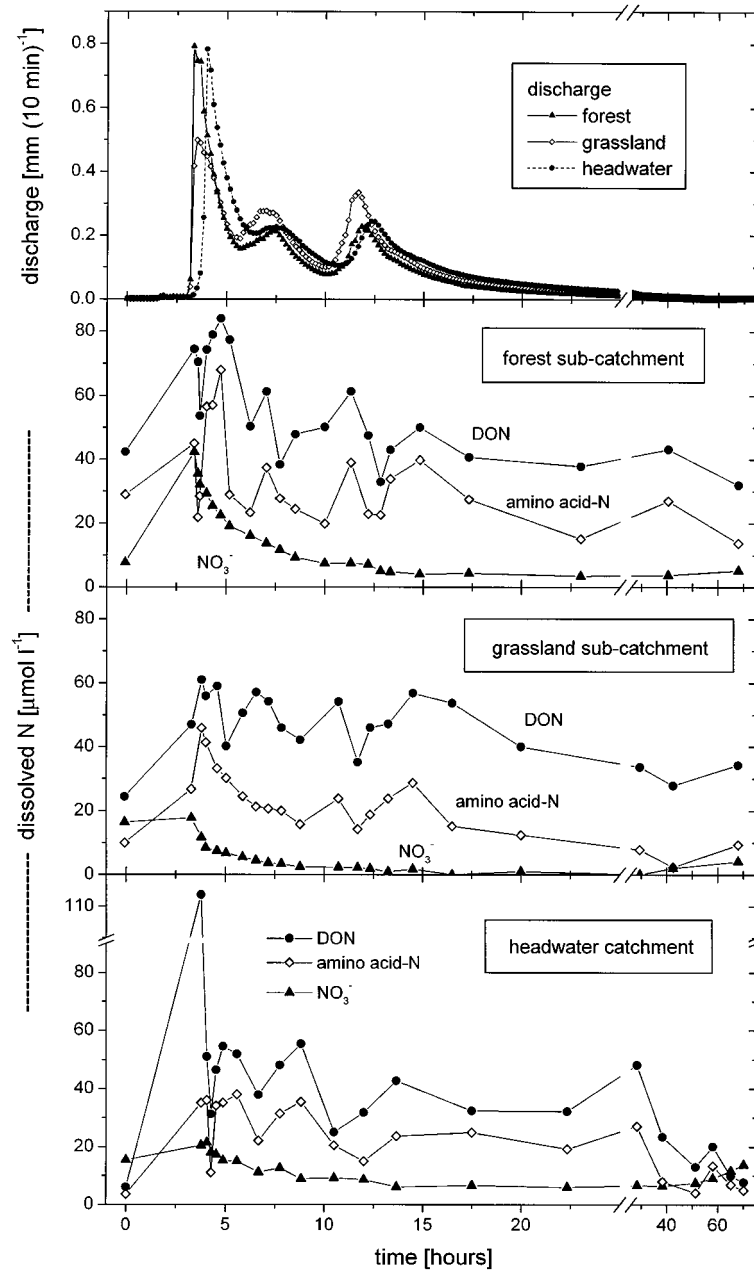 discharge [mm (10 min)⁻¹]
0.8
0.6
0.4
0.2
0.0
discharge
forest
grassland
headwater
dissolved N [µmol l⁻¹]
80
60
40
20
0
forest sub-catchment
DON
amino acid-N
NO₃⁻
80
60
40
20
0
grassland sub-catchment
DON
amino acid-N
NO₃⁻
110
80
60
40
20
0
DON
amino acid-N
NO₃⁻
headwater catchment
0 5 10 15 20 40 60
time [hours]